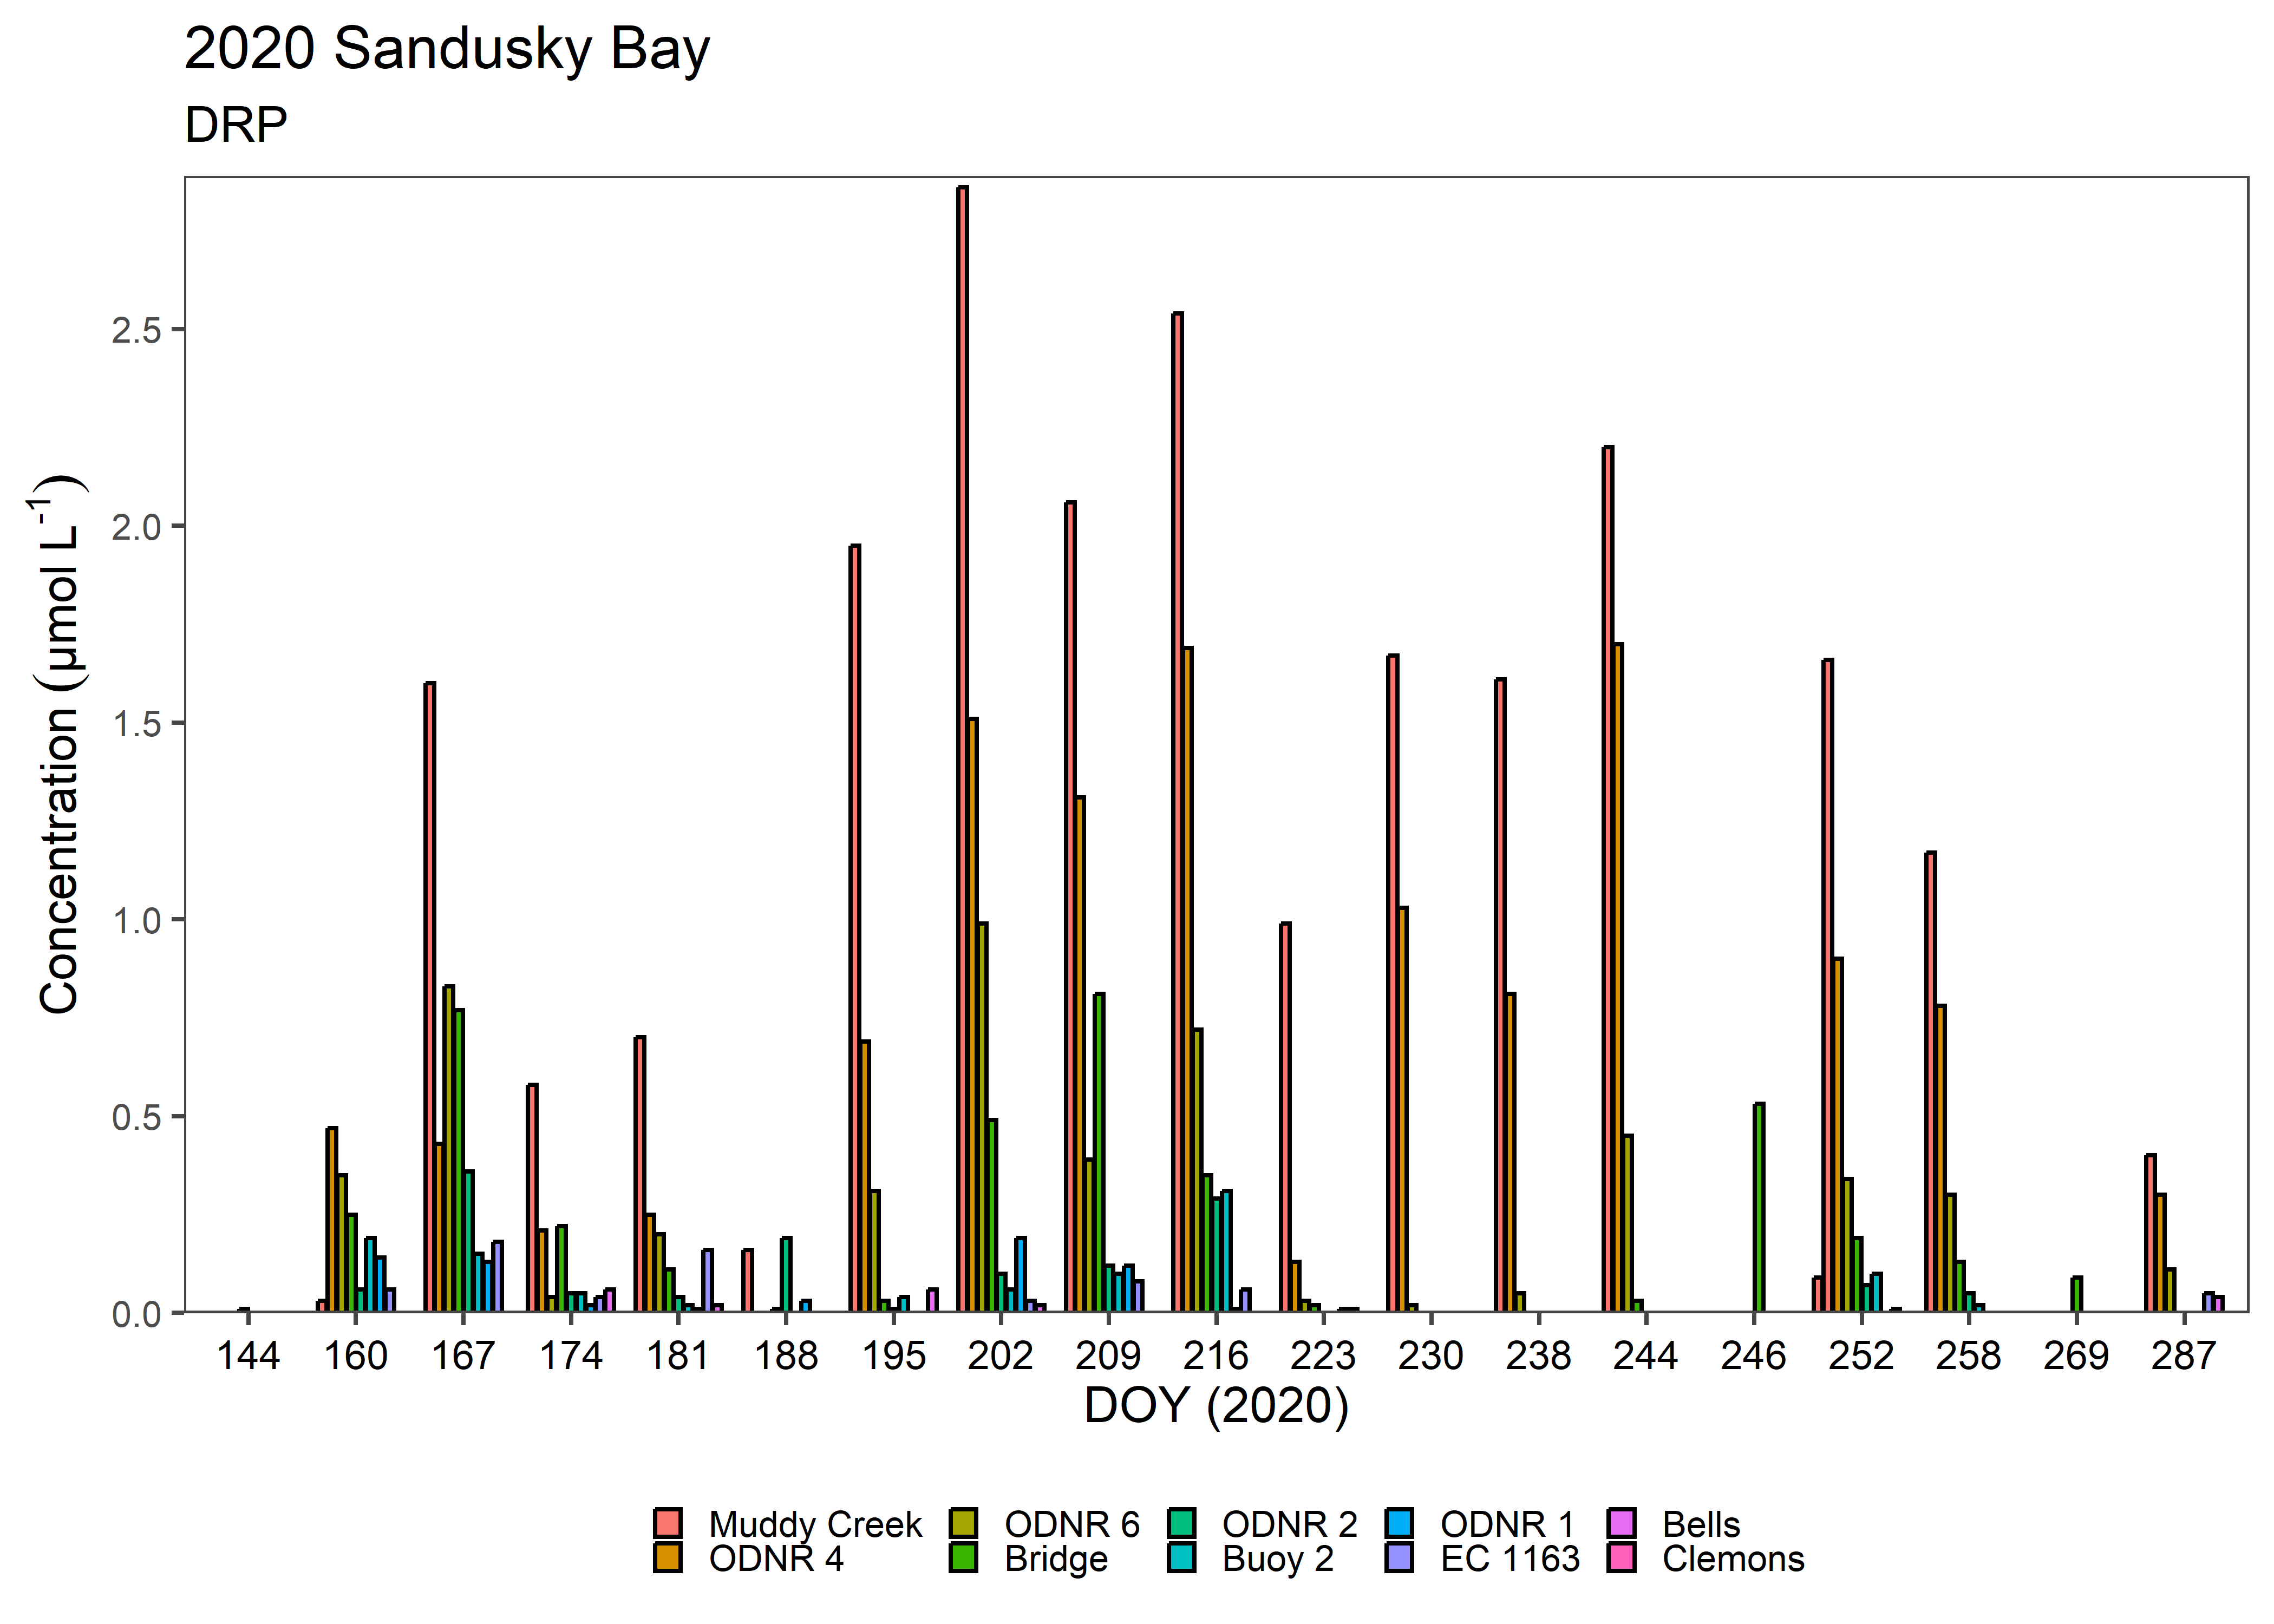 2020 Sandusky Bay
DRP
Concentration (µmol L⁻¹)
2.5
2.0
1.5
1.0
0.5
0.0
144 160 167 174 181 188 195 202 209 216 223 230 238 244 246 252 258 269 287
DOY (2020)
Muddy Creek ODNR 6 ODNR 2 ODNR 1 Bells
ODNR 4 Bridge Buoy 2 EC 1163 Clemons